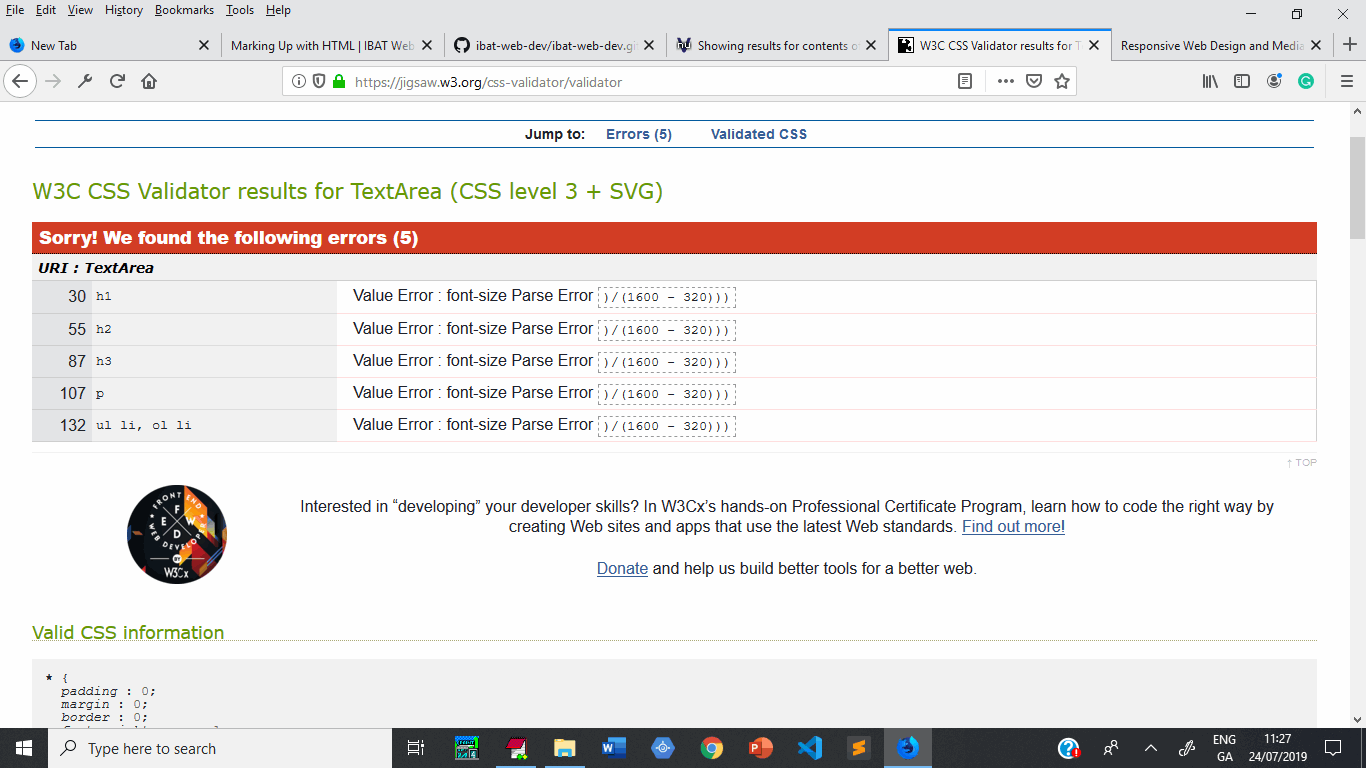 File Edit View History Bookmarks Tools Help
New Tab
Marking Up with HTML | IBAT Web
ibat-web-dev/ibat-web-dev.gi
Showing results for contents o
W3C CSS Validator results for T
Responsive Web Design and Media
https://jigsaw.w3.org/css-validator/validator
Jump to: Errors (5) Validated CSS
W3C CSS Validator results for TextArea (CSS level 3 + SVG)
Sorry! We found the following errors (5)
URI : TextArea
30 h1 Value Error : font-size Parse Error )/(1600 - 320)))
55 h2 Value Error : font-size Parse Error )/(1600 - 320)))
87 h3 Value Error : font-size Parse Error )/(1600 - 320)))
107 p Value Error : font-size Parse Error )/(1600 - 320)))
132 ul li, ol li Value Error : font-size Parse Error )/(1600 - 320)))
↑ TOP
FRONT END
WEB DEVELOPER
F E W D
BY
W3Cx
Interested in “developing” your developer skills? In W3Cx’s hands-on Professional Certificate Program, learn how to code the right way by
creating Web sites and apps that use the latest Web standards. Find out more!
Donate and help us build better tools for a better web.
Valid CSS information
* {
padding : 0;
margin : 0;
border : 0;
Type here to search
ENG
GA
11:27
24/07/2019